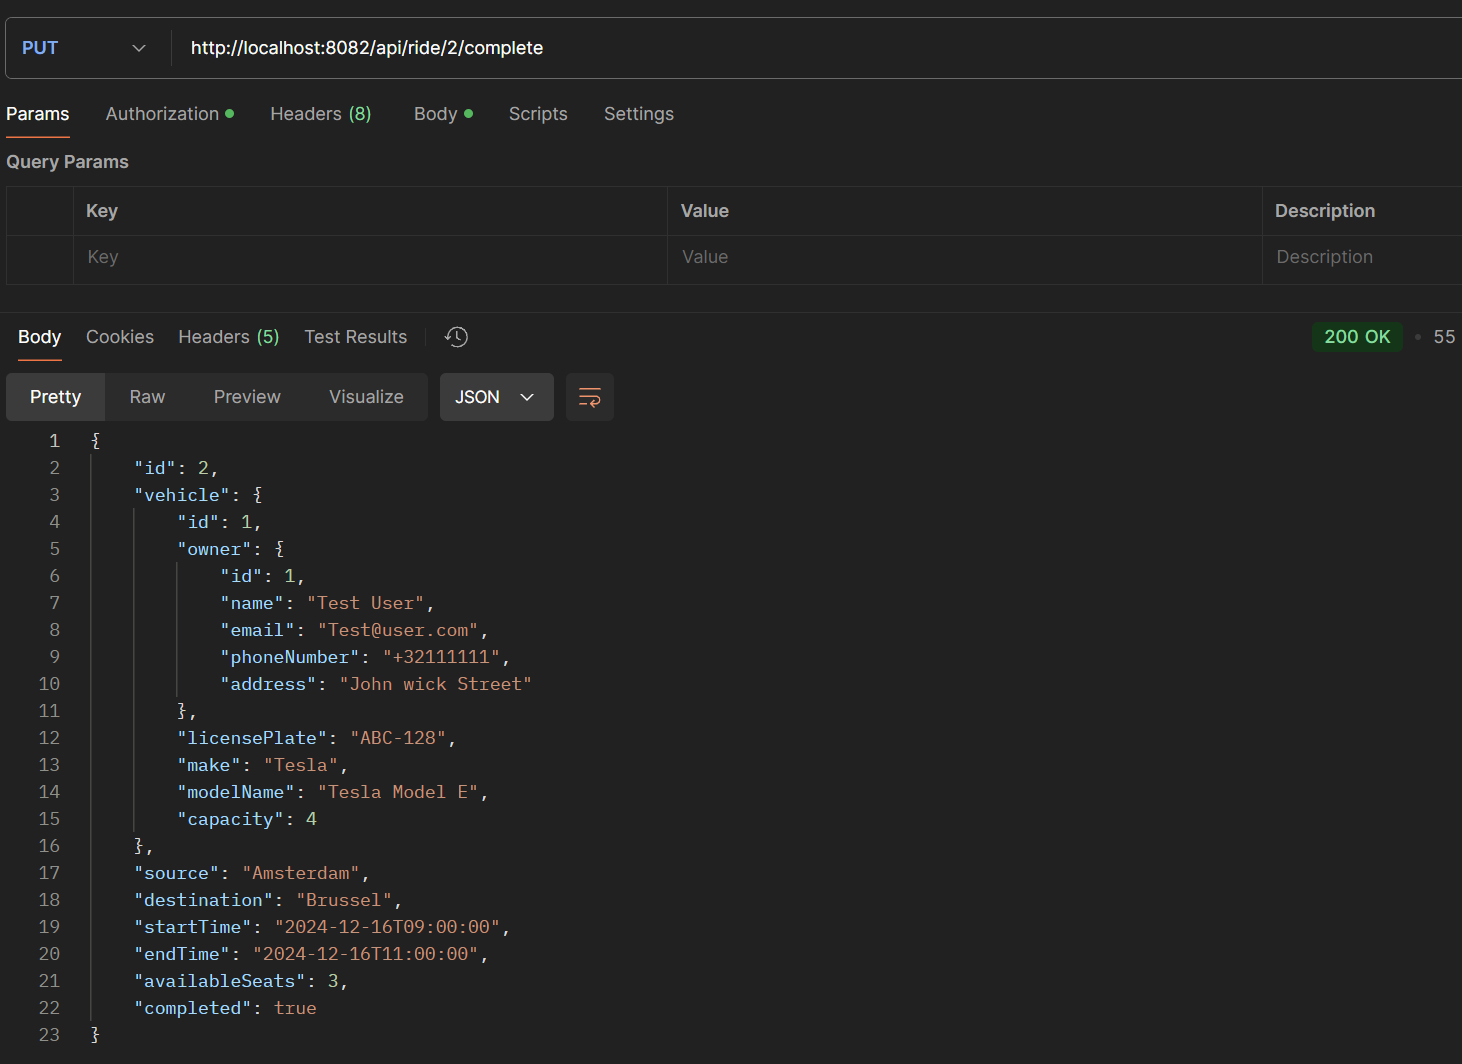 PUT http://localhost:8082/api/ride/2/complete
Params Authorization Headers (8) Body Scripts Settings
Query Params
Key Value Description
Key Value Description
Body Cookies Headers (5) Test Results 200 OK • 55
Pretty Raw Preview Visualize JSON
1 {
2 "id": 2,
3 "vehicle": {
4 "id": 1,
5 "owner": {
6 "id": 1,
7 "name": "Test User",
8 "email": "Test@user.com",
9 "phoneNumber": "+32111111",
10 "address": "John wick Street"
11 },
12 "licensePlate": "ABC-128",
13 "make": "Tesla",
14 "modelName": "Tesla Model E",
15 "capacity": 4
16 },
17 "source": "Amsterdam",
18 "destination": "Brussel",
19 "startTime": "2024-12-16T09:00:00",
20 "endTime": "2024-12-16T11:00:00",
21 "availableSeats": 3,
22 "completed": true
23 }